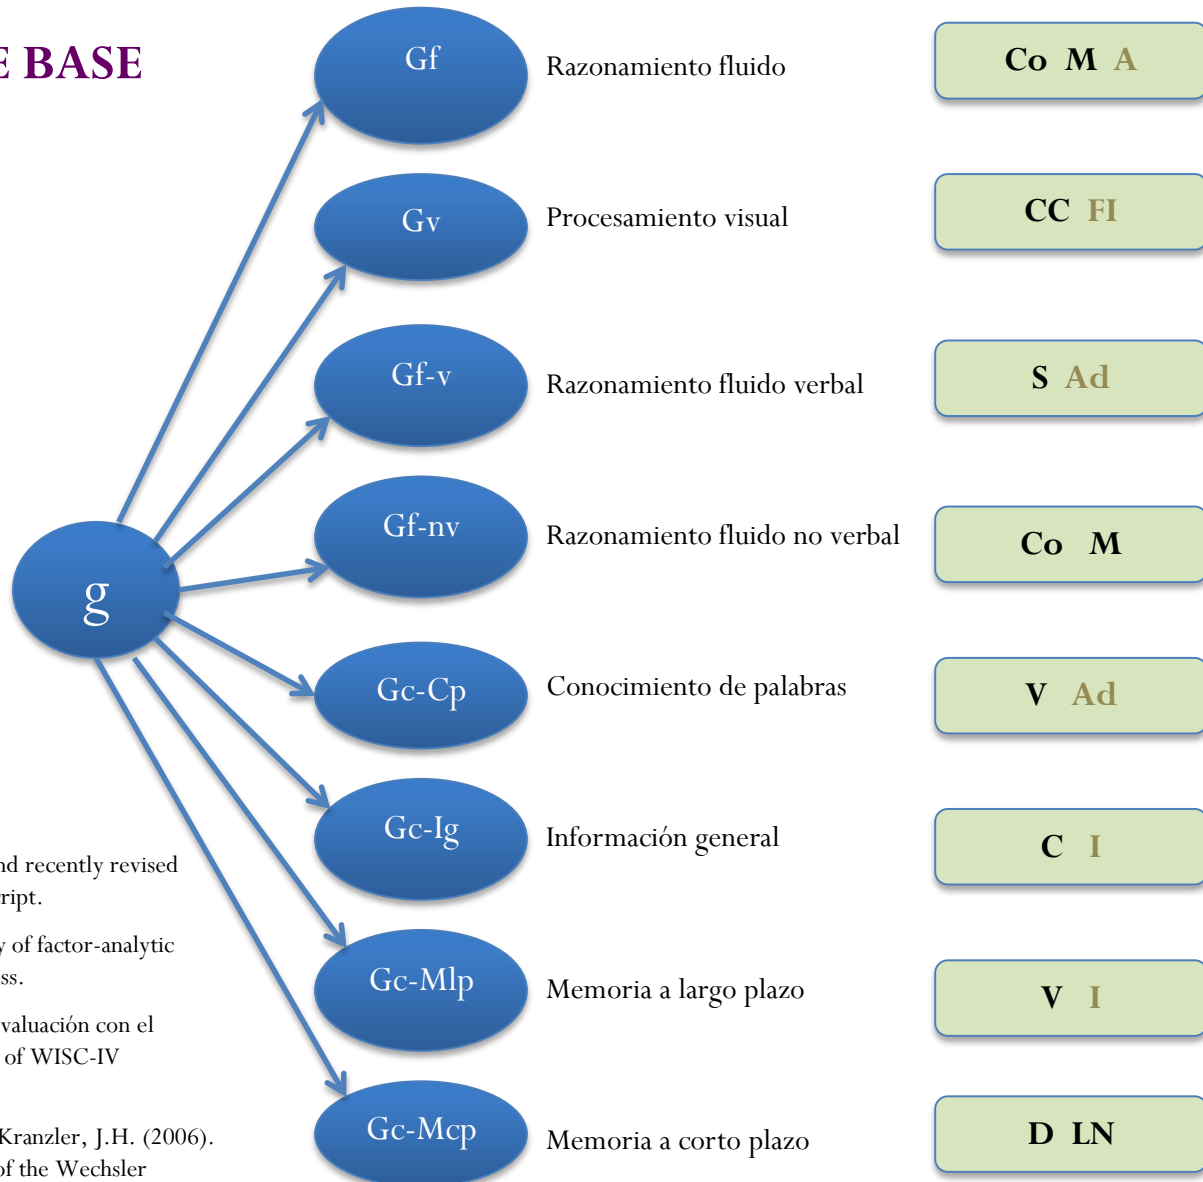 E BASE
Gf
Razonamiento fluido
Co M A
Gv
Procesamiento visual
CC FI
Gf-v
Razonamiento fluido verbal
S Ad
Gf-nv
Razonamiento fluido no verbal
Co M
g
Gc-Cp
Conocimiento de palabras
V Ad
Gc-Ig
Información general
C I
Gc-Mlp
Memoria a largo plazo
V I
Gc-Mcp
Memoria a corto plazo
D LN
nd recently revised
cript.
y of factor-analytic
ss.
valuación con el
of WISC-IV
Kranzler, J.H. (2006).
of the Wechsler